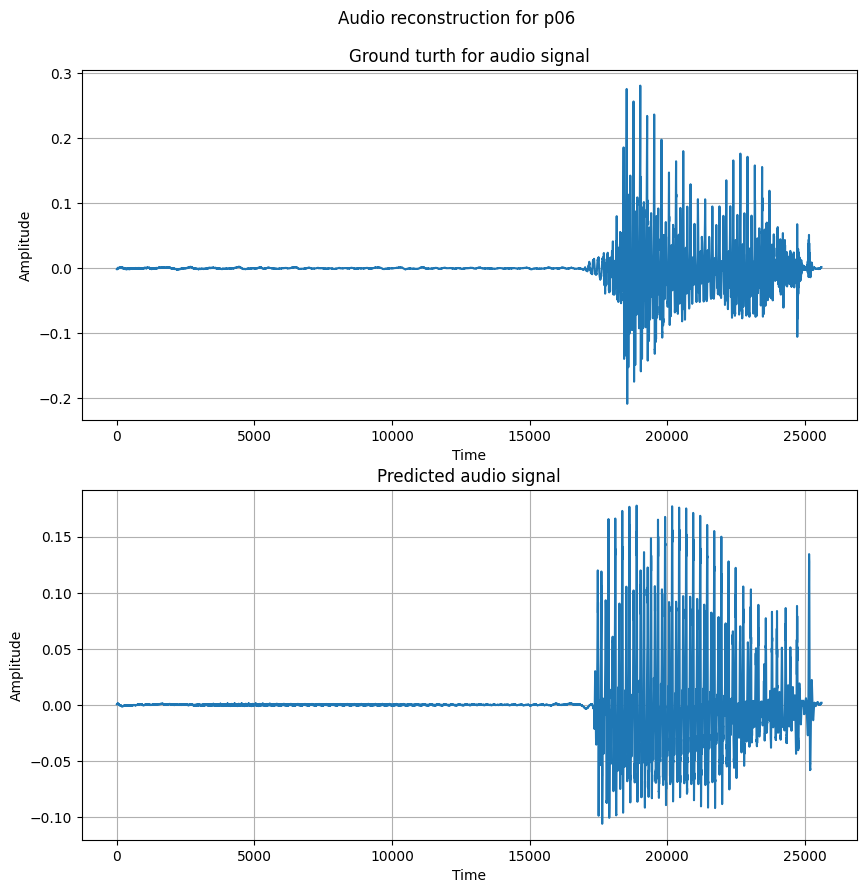 Audio reconstruction for p06
Ground turth for audio signal
0.3
0.2
0.1
0.0
−0.1
−0.2
Amplitude
0 5000 10000 15000 20000 25000
Time
Predicted audio signal
0.15
0.10
0.05
0.00
−0.05
−0.10
Amplitude
0 5000 10000 15000 20000 25000
Time